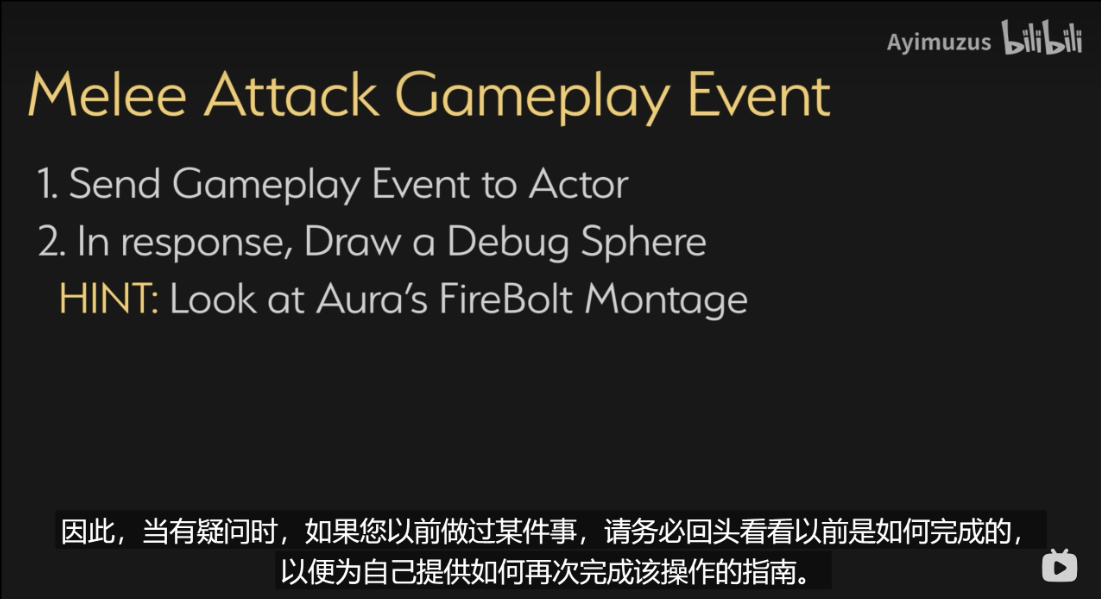 Ayimuzus bilibili
Melee Attack Gameplay Event
1. Send Gameplay Event to Actor
2. In response, Draw a Debug Sphere
HINT: Look at Aura's FireBolt Montage
因此，当有疑问时，如果您以前做过某件事，请务必回头看看以前是如何完成的，
以便为自己提供如何再次完成该操作的指南。